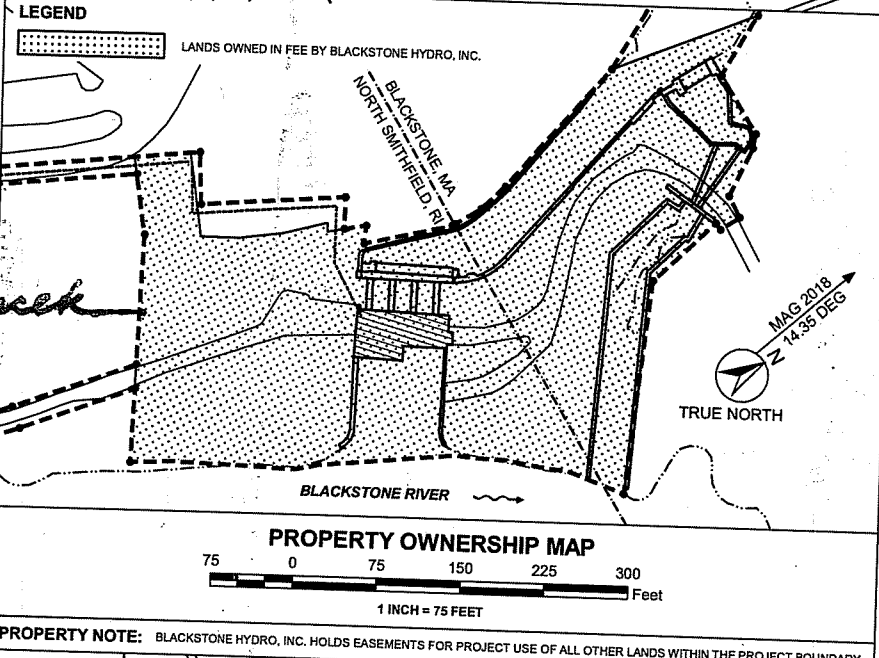 LEGEND
LANDS OWNED IN FEE BY BLACKSTONE HYDRO, INC.
BLACKSTONE MA
NORTH SMITHFIELD, RI
MAG 2018
14.35 DEG
N
TRUE NORTH
BLACKSTONE RIVER
PROPERTY OWNERSHIP MAP
75 0 75 150 225 300
Feet
1 INCH = 75 FEET
PROPERTY NOTE: BLACKSTONE HYDRO, INC. HOLDS EASEMENTS FOR PROJECT USE OF ALL OTHER LANDS WITHIN THE PROJECT BOUNDARY